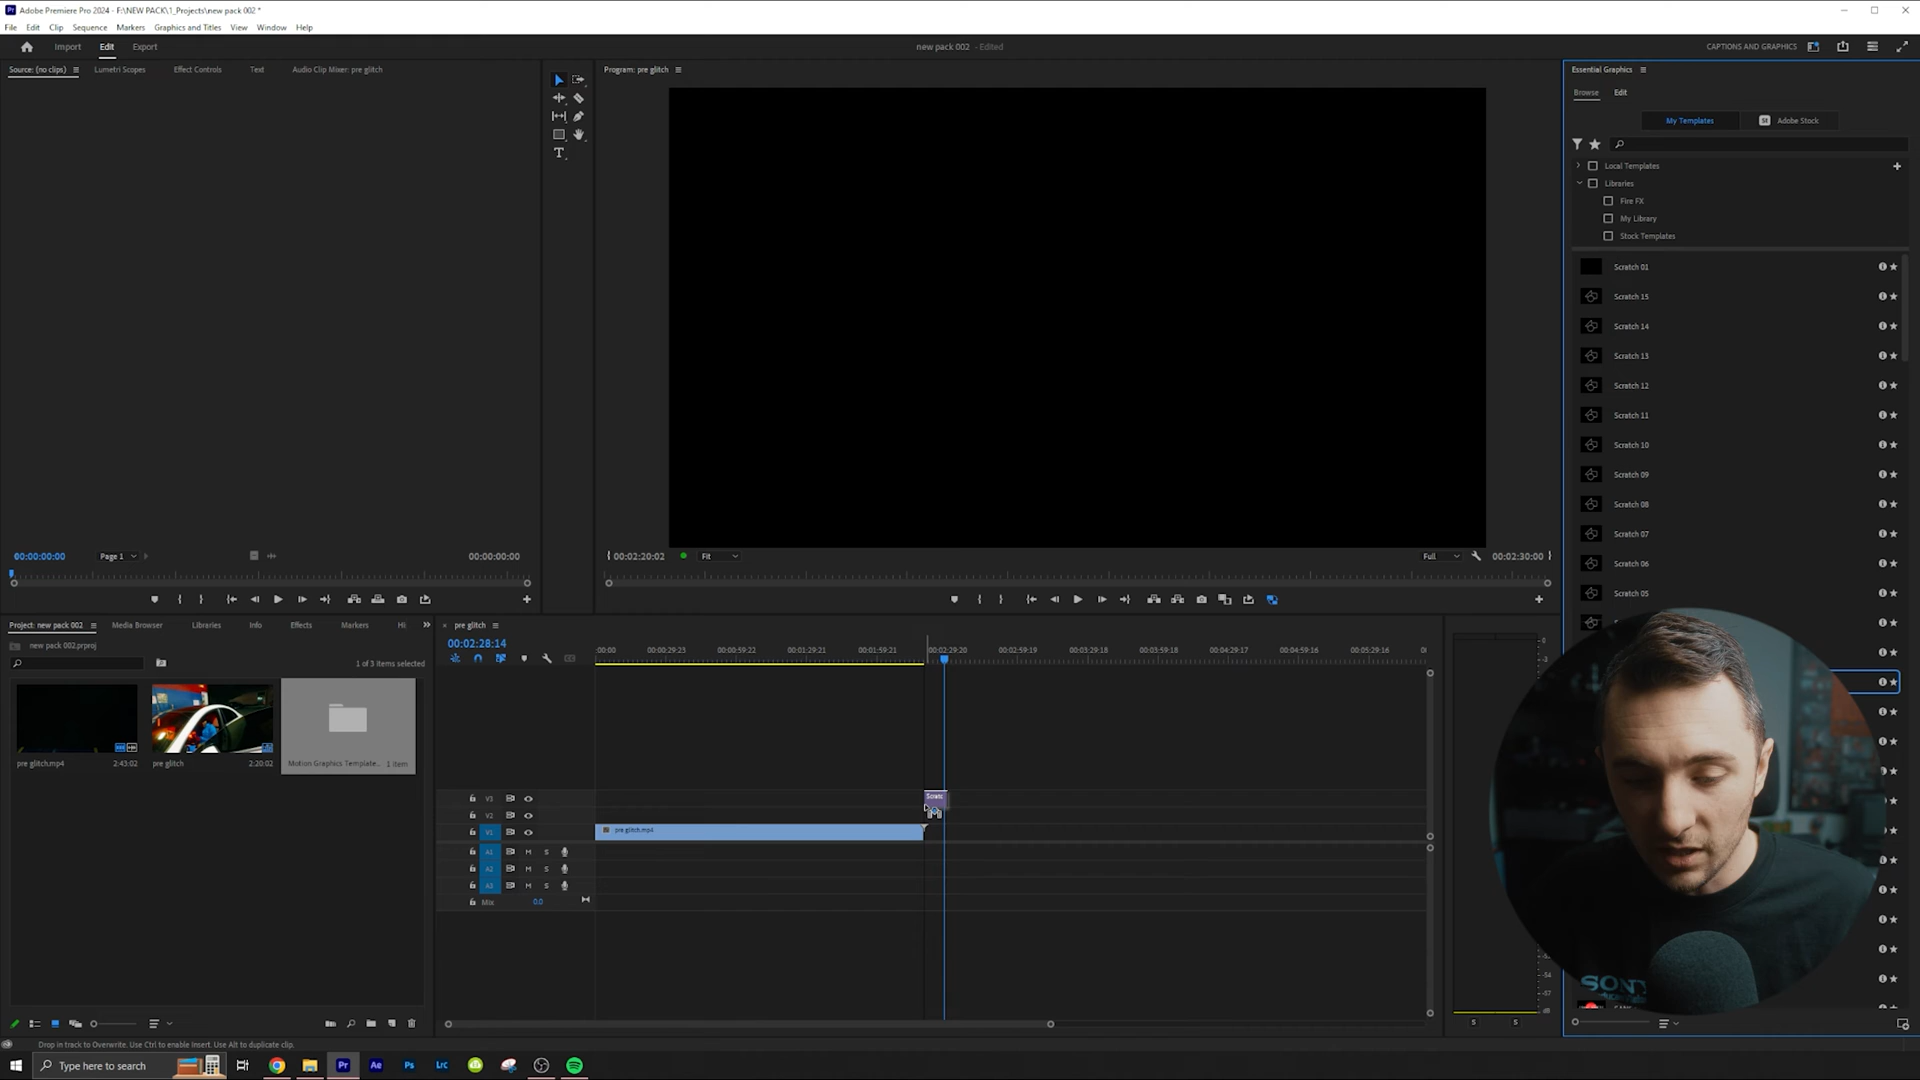 Adobe Premiere Pro 2024 - F:\NEW PACK\1_Projects\new pack 002 *
File Edit Clip Sequence Markers Graphics and Titles View Window Help
Import Edit Export
new pack 002 - Edited
CAPTIONS AND GRAPHICS
Source: (no clips) Lumetri Scopes Effect Controls Text Audio Clip Mixer: pre glitch
Program: pre glitch
Essential Graphics
Browse Edit
My Templates
St Adobe Stock
Local Templates
Libraries
Fire FX
My Library
Stock Templates
Scratch 01
Scratch 15
Scratch 14
Scratch 13
Scratch 12
Scratch 11
Scratch 10
Scratch 09
Scratch 08
Scratch 07
Scratch 06
Scratch 05
00:00:00:00 Page 1 00:00:00:00
00:02:20:02 Fit Full 00:02:30:00
Project: new pack 002 Media Browser Libraries Info Effects Markers Hi
new pack 002.prproj
1 of 3 items selected
pre glitch.mp4 2:43:02
pre glitch 2:20:02
Motion Graphics Template... 1 item
pre glitch
00:02:28:14
:00:00 00:00:29:23 00:00:59:22 00:01:29:21 00:01:59:21 00:02:29:20 00:02:59:19 00:03:29:18 00:03:59:18 00:04:29:17 00:04:59:16 00:05:29:16
V3
V2
V1
pre glitch.mp4
A1 M S
A2 M S
A3 M S
Mix 0.0
S S
SONY
Drop in track to Overwrite. Use Ctrl to enable Insert. Use Alt to duplicate clip.
Type here to search
Pr Ae Ps Lrc